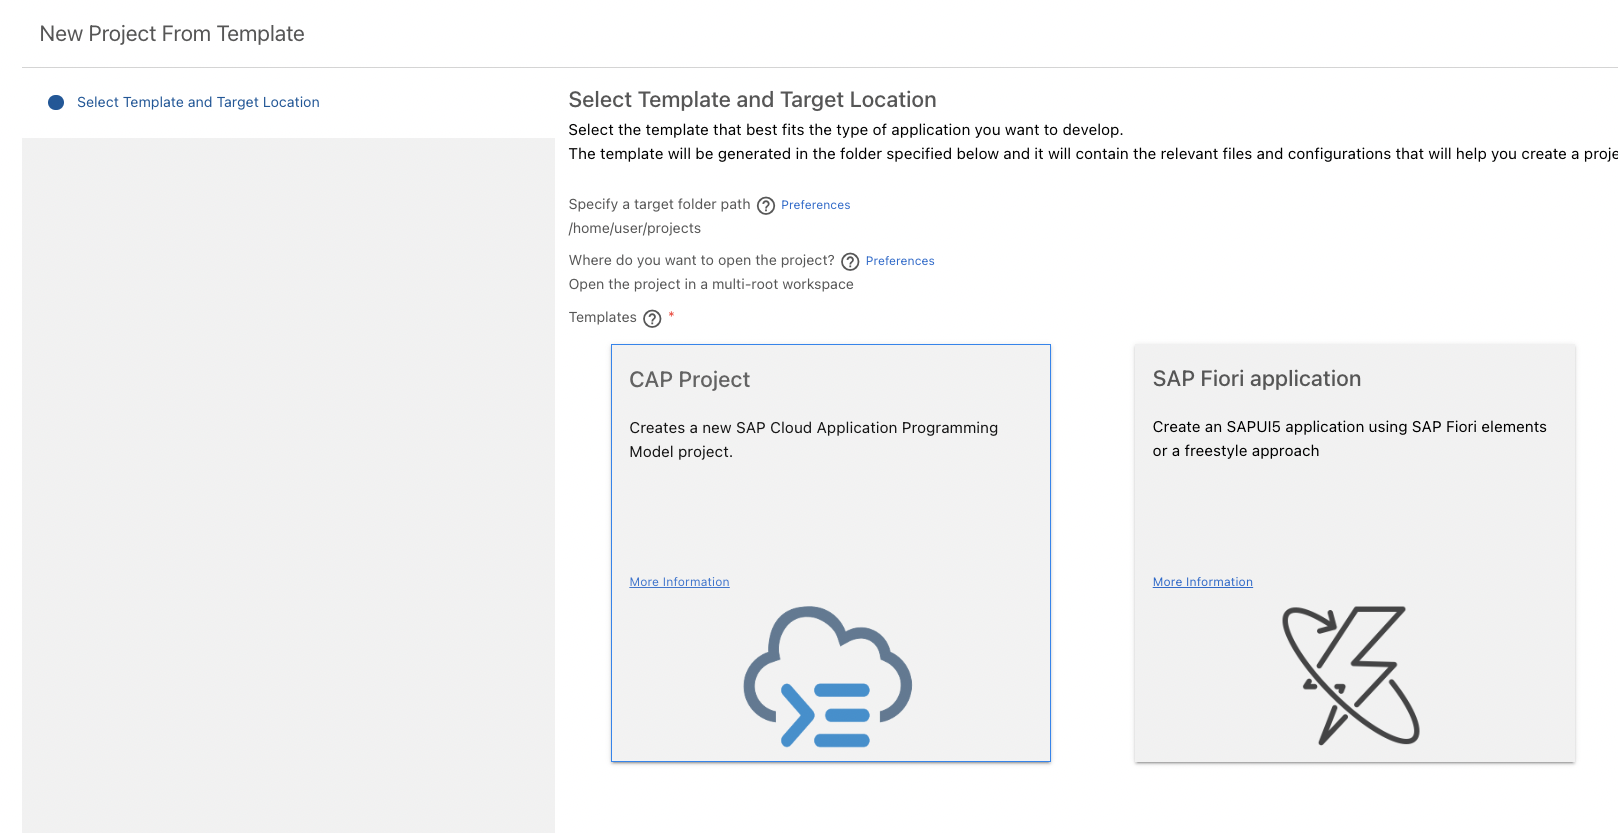 New Project From Template
Select Template and Target Location
Select Template and Target Location
Select the template that best fits the type of application you want to develop.
The template will be generated in the folder specified below and it will contain the relevant files and configurations that will help you create a
Specify a target folder path ? Preferences
/home/user/projects
Where do you want to open the project? ? Preferences
Open the project in a multi-root workspace
Templates ? *
CAP Project
Creates a new SAP Cloud Application Programming
Model project.
More Information
SAP Fiori application
Create an SAPUI5 application using SAP Fiori elements
or a freestyle approach
More Information